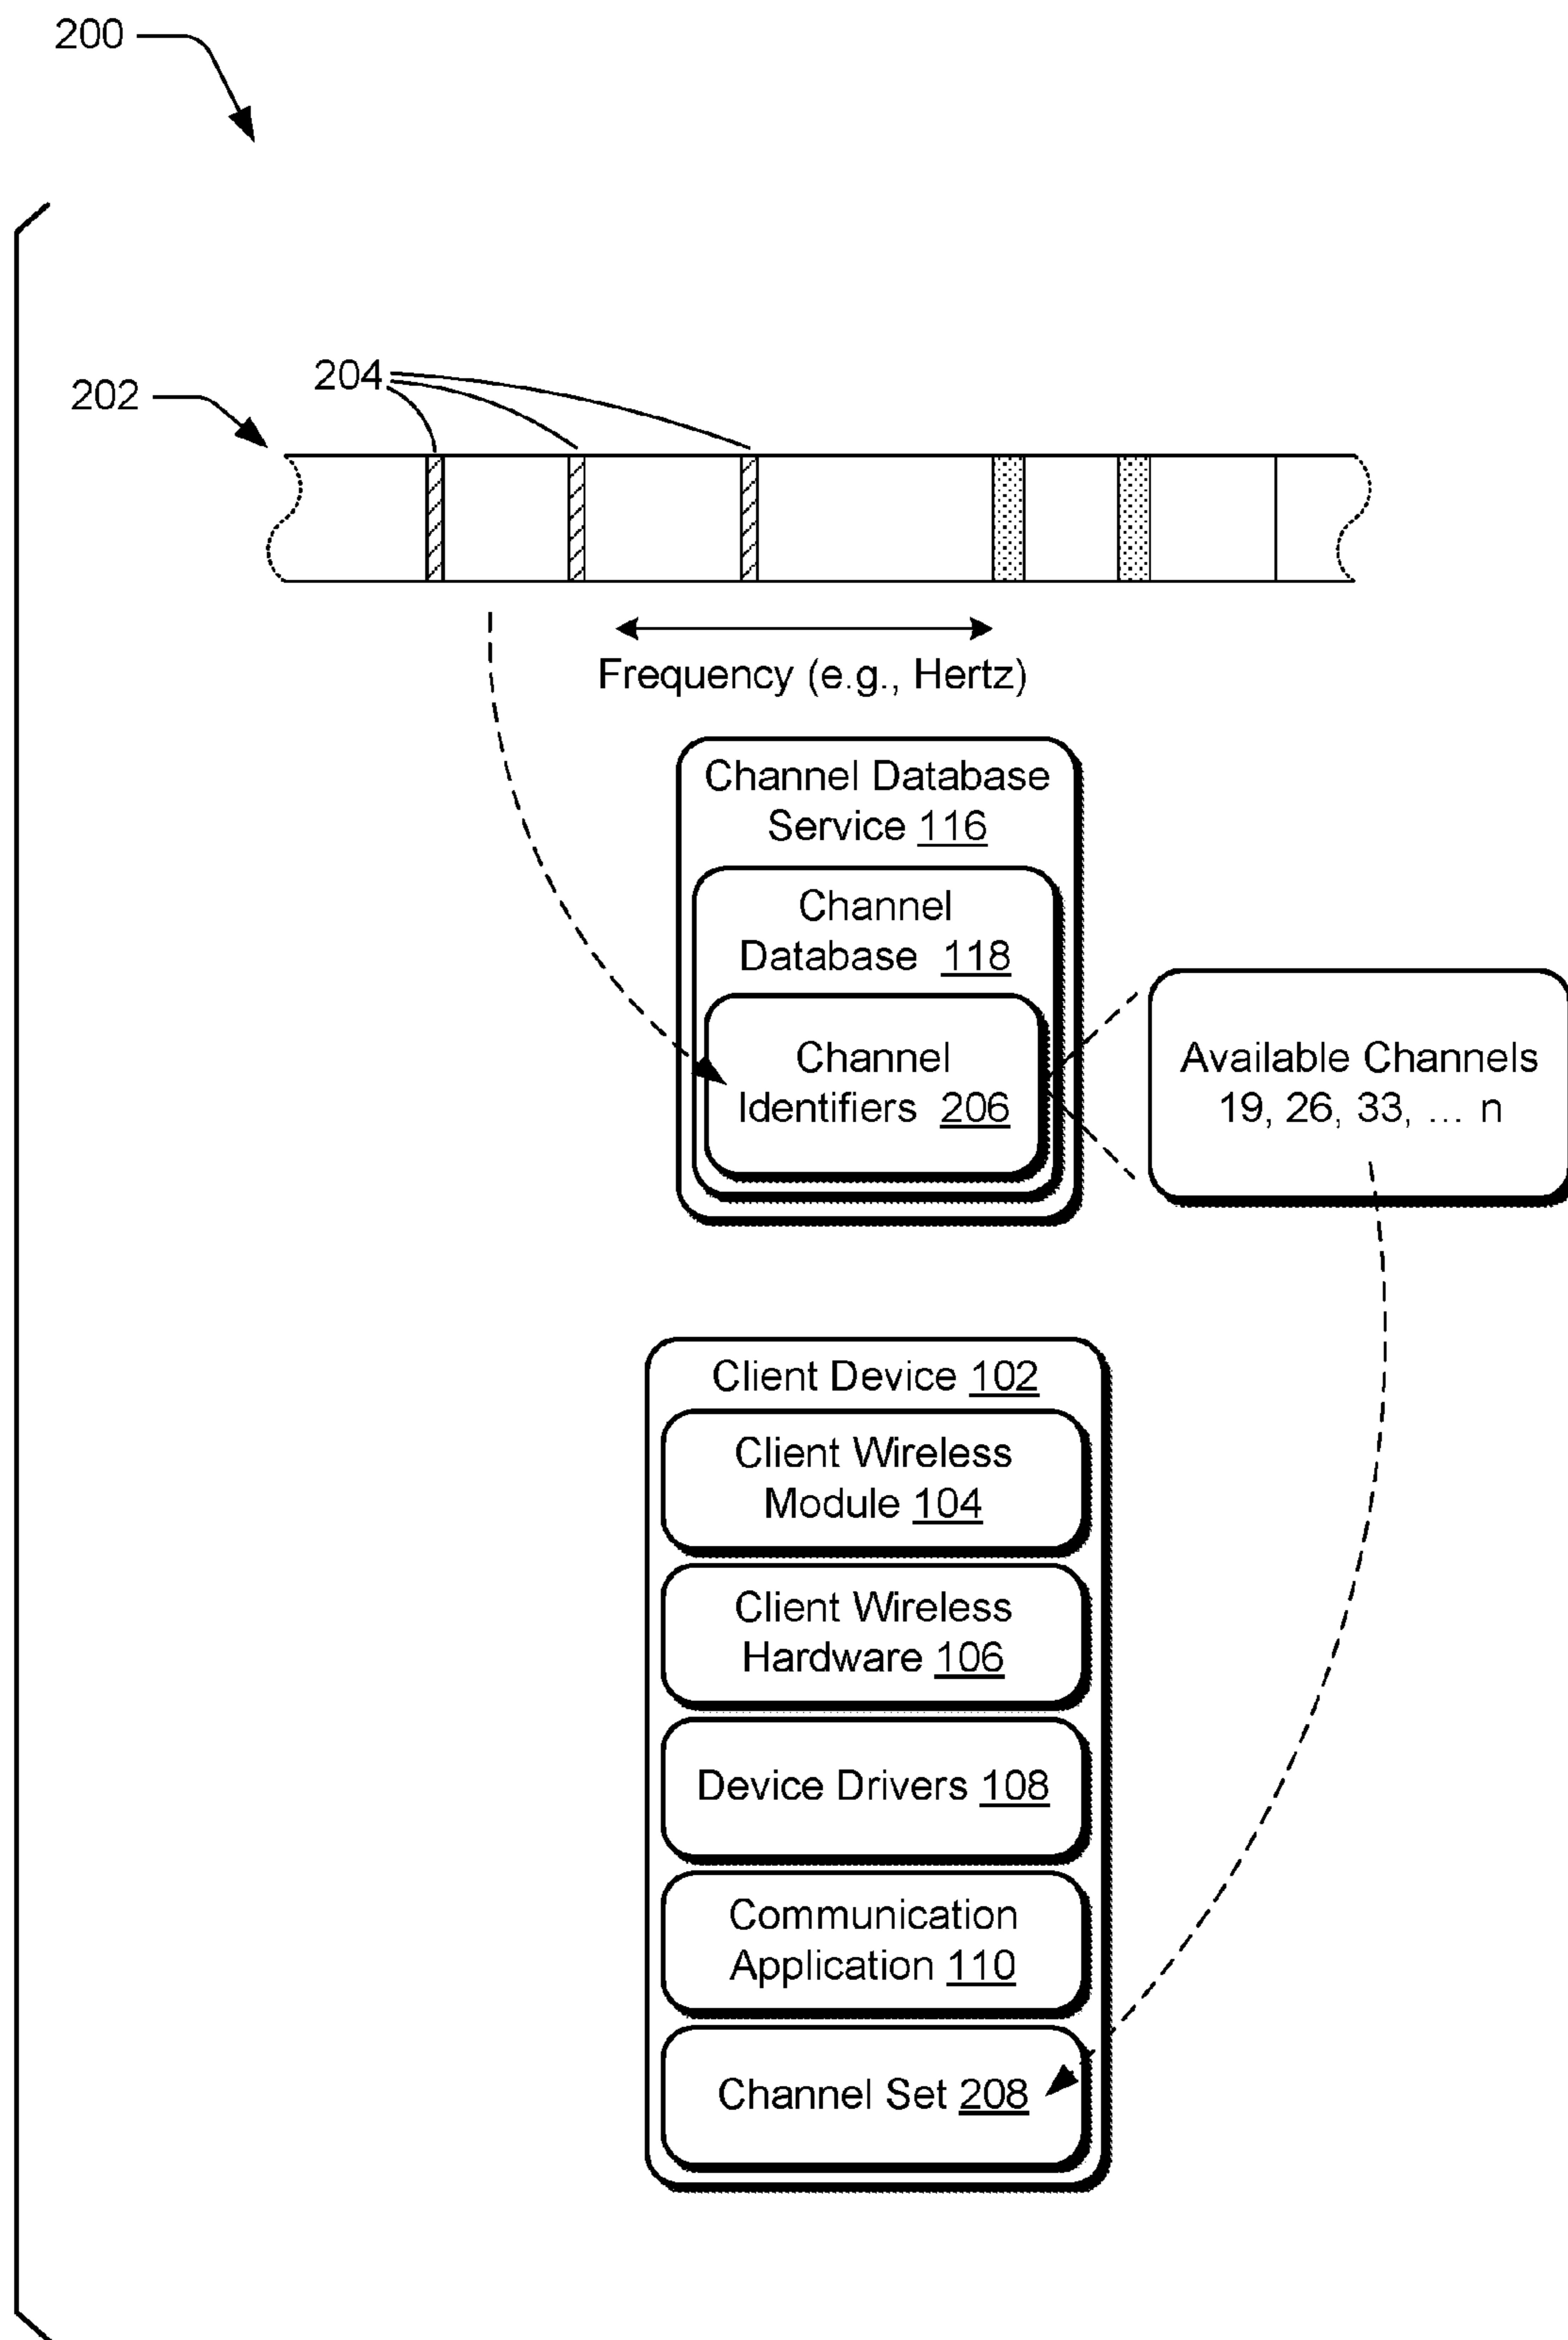 200
204
202
Frequency (e.g., Hertz)
Channel Database
Service 116
Channel
Database 118
Channel
Identifiers 206
Available Channels
19, 26, 33, ... n
Client Device 102
Client Wireless
Module 104
Client Wireless
Hardware 106
Device Drivers 108
Communication
Application 110
Channel Set 208